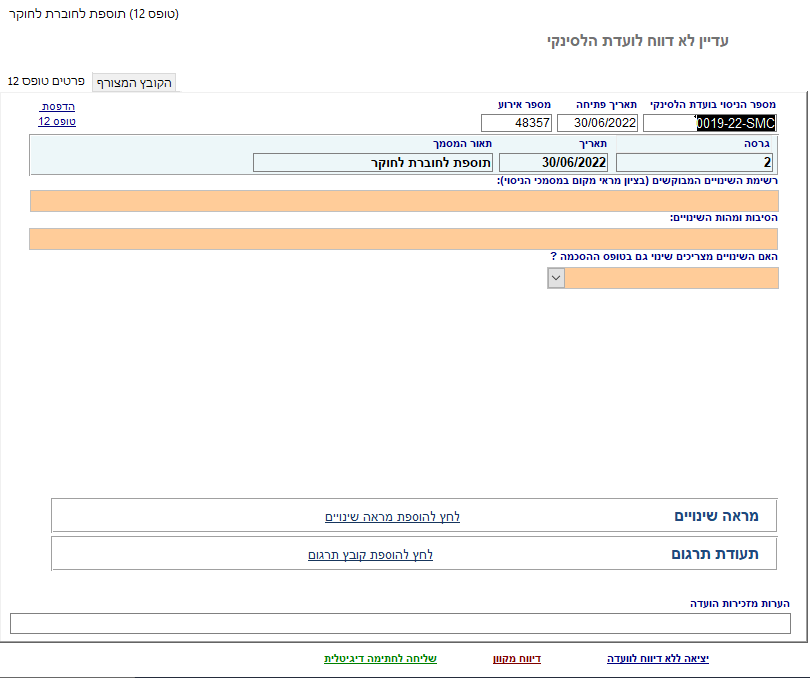 (טופס 12) תוספת לחוברת לחוקר
עדיין לא דווח לועדת הלסינקי
פרטים טופס 12 הקובץ המצורף
מספר הניסוי בועדת הלסינקי תאריך פתיחה מספר אירוע הדפסת
0019-22-SMC 30/06/2022 48357 טופס 12
גרסה תאריך תאור המסמך
2 30/06/2022 תוספת לחוברת לחוקר
רשימת השינויים המבוקשים (בציון מראי מקום במסמכי הניסוי):
הסיבות ומהות השינויים:
האם השינויים מצריכים שינוי גם בטופס ההסכמה ?
מראה שינויים לחץ להוספת מראה שינויים
תעודת תרגום לחץ להוספת קובץ תרגום
הערות מזכירות הועדה
יציאה ללא דיווח לוועדה דיווח מקוון שליחה לחתימה דיגיטלית